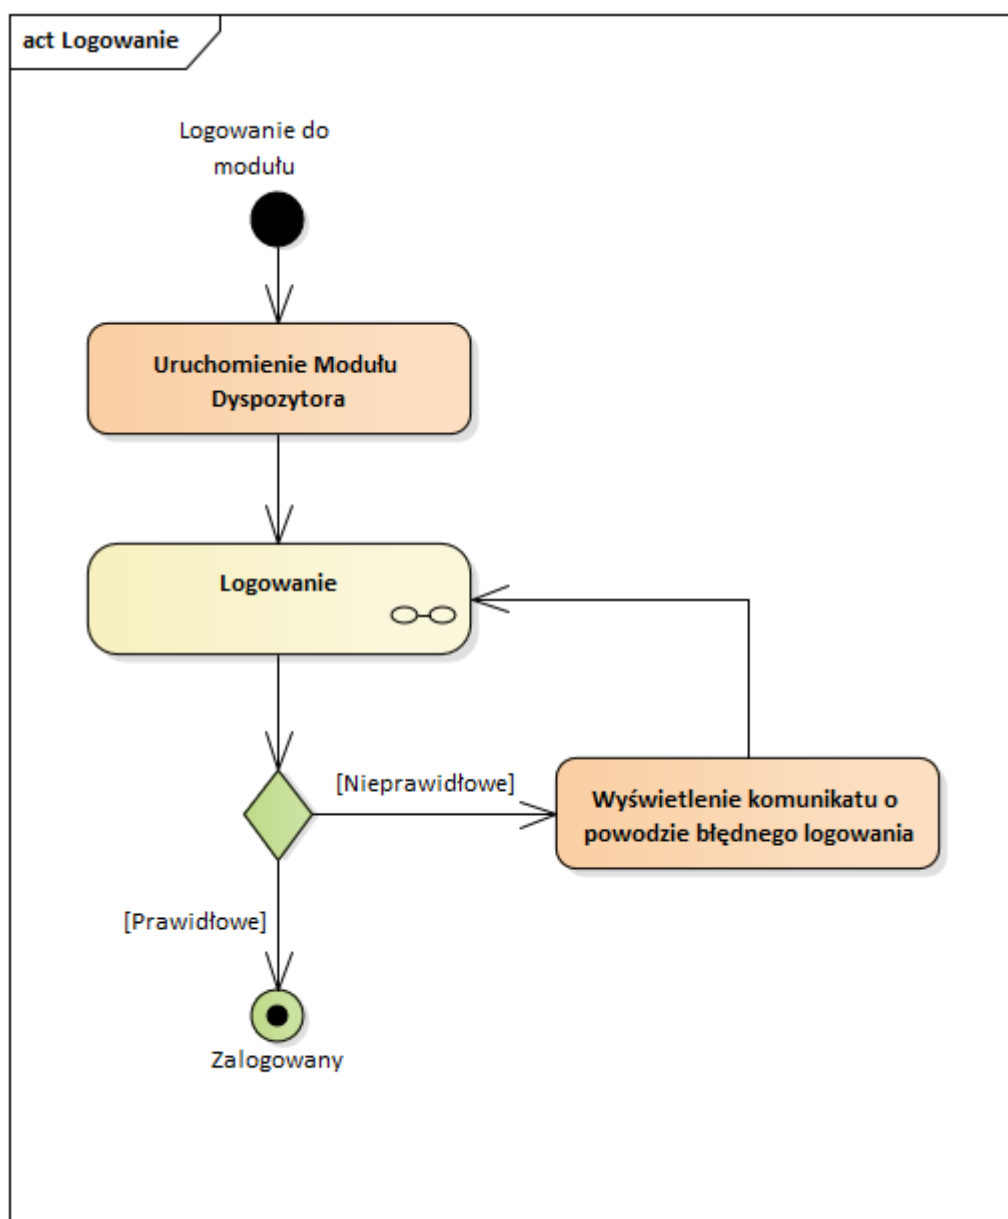 act Logowanie
Logowanie do
modułu
Uruchomienie Modułu
Dyspozytora
Logowanie
[Nieprawidłowe]
Wyświetlenie komunikatu o
powodzie błędnego logowania
[Prawidłowe]
Zalogowany